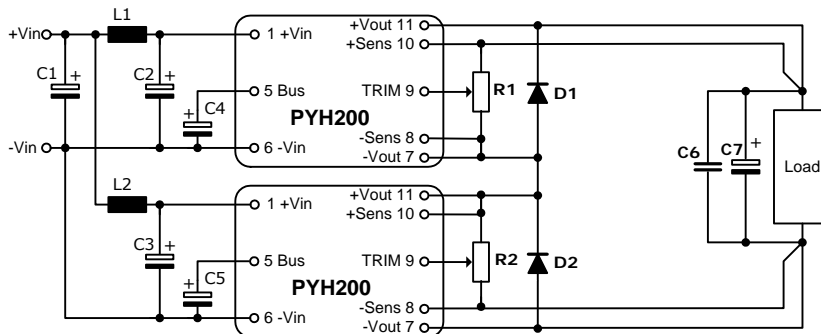 L1
+Vout 11
+Vin
1 +Vin
+Sens 10
C1
+
C2
+
C4
+
5 Bus
TRIM 9
R1
D1
PYH200
-Sens 8
-Vin
6 -Vin
-Vout 7
C6
C7
+
Load
L2
+Vout 11
1 +Vin
+Sens 10
C3
+
C5
+
5 Bus
TRIM 9
R2
D2
PYH200
-Sens 8
6 -Vin
-Vout 7